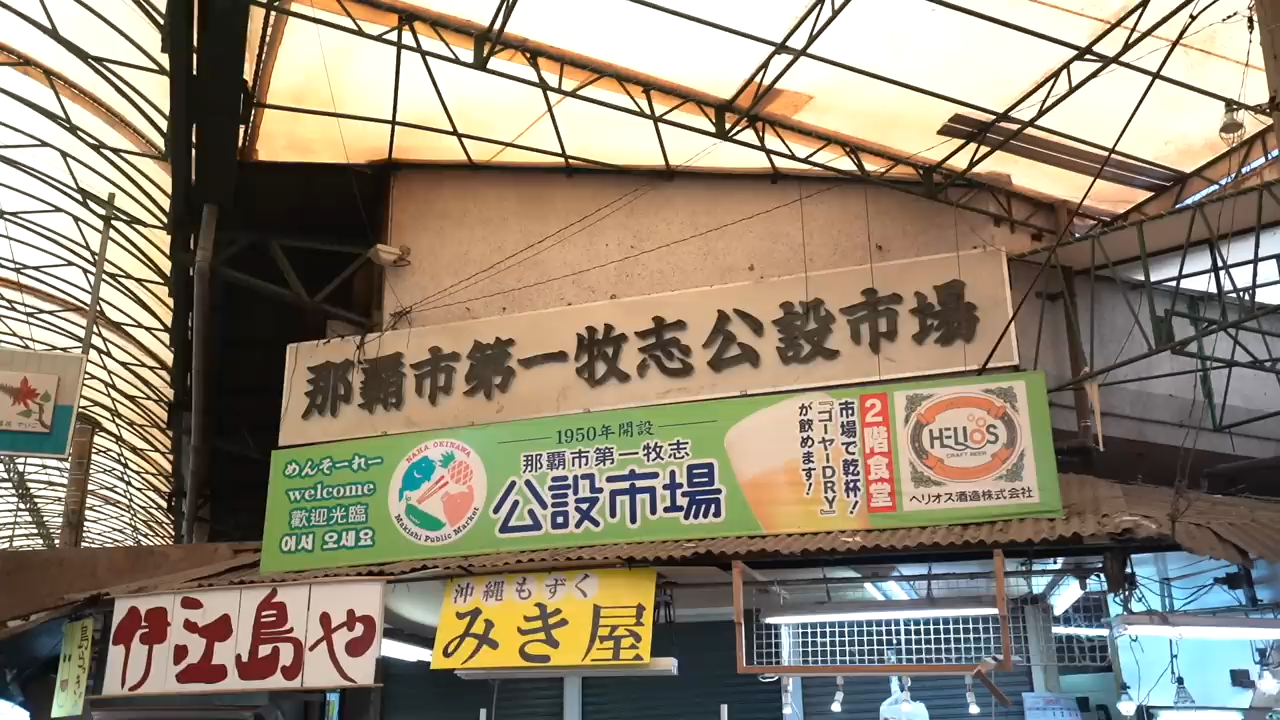 那覇市第一牧志公設市場
めんそーれー
welcome
歡迎光臨
어서 오세요
NAHA OKINAWA
Makishi Public Market
1950年開設
那覇市第一牧志
公設市場
市場で乾杯!
『ゴーヤーDRY』
が飲めます!
2階食堂
HELIOS
CRAFT BEER
ヘリオス酒造株式会社
伊江島や
沖縄もずく
みき屋
島らっきょ